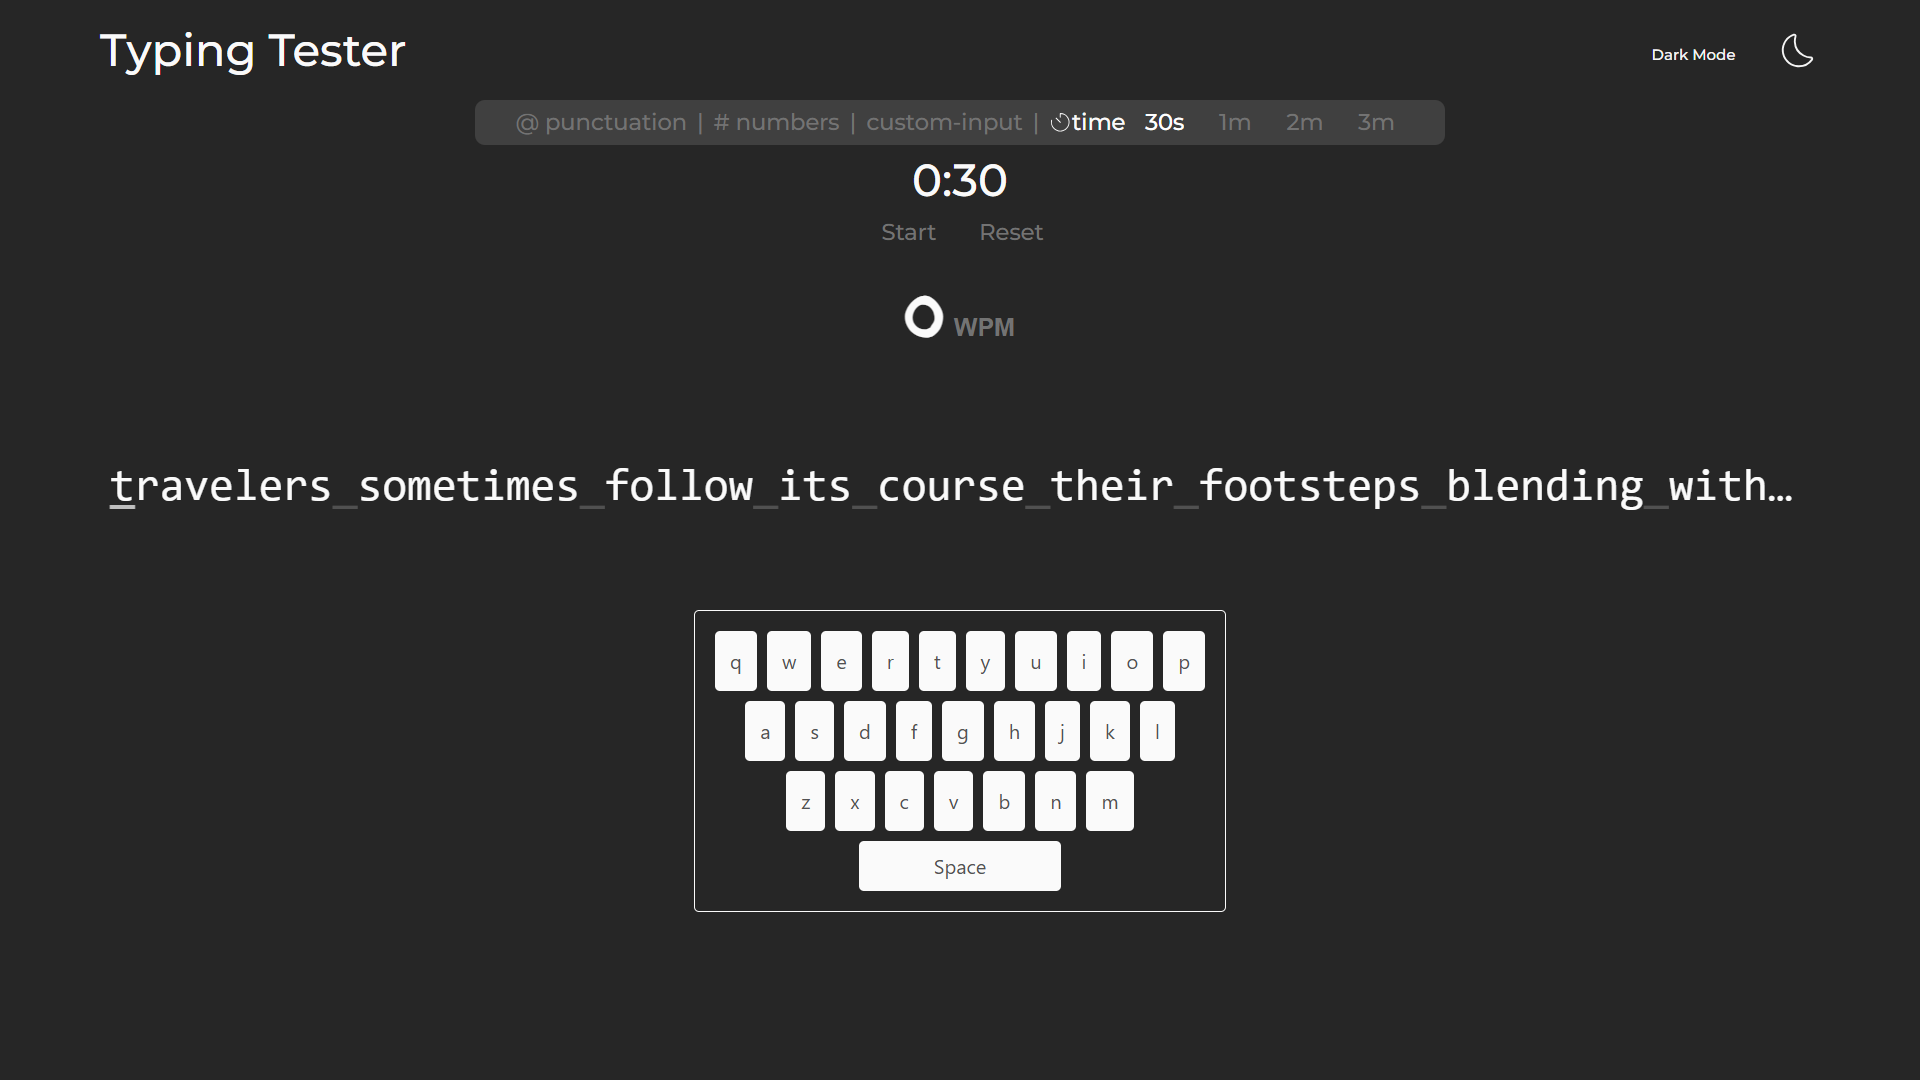 Typing Tester
Dark Mode
@ punctuation | # numbers | custom-input | time 30s 1m 2m 3m
0:30
Start Reset
0 WPM
travelers_sometimes_follow_its_course_their_footsteps_blending_with…
q w e r t y u i o p
a s d f g h j k l
z x c v b n m
Space